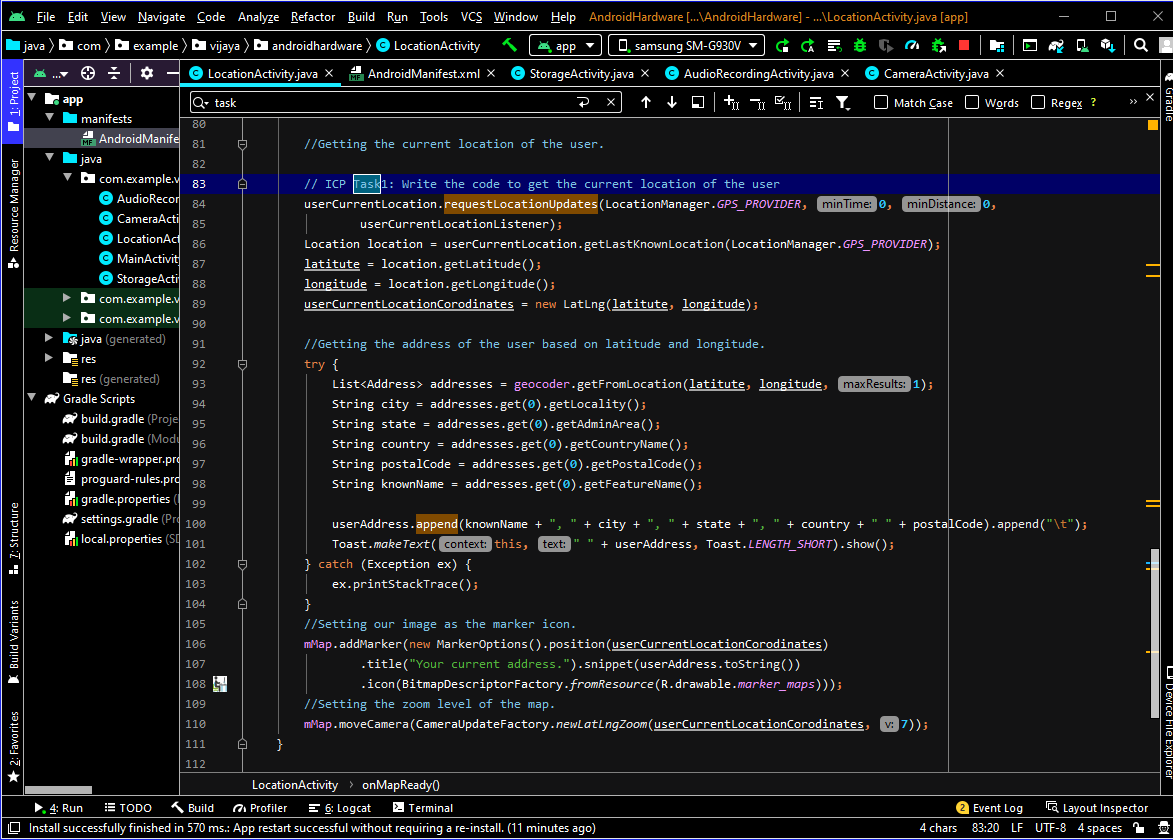 File Edit View Navigate Code Analyze Refactor Build Run Tools VCS Window Help AndroidHardware [...\AndroidHardware] - ...\LocationActivity.java [app]
java com example vijaya androidhardware LocationActivity app samsung SM-G930V
1: Project
Resource Manager
7: Structure
Build Variants
2: Favorites
app
manifests
AndroidManife
java
com.example.v
AudioRecor
CameraActi
LocationAct
MainActivity
StorageActi
com.example.v
com.example.v
java (generated)
res
res (generated)
Gradle Scripts
build.gradle (Proje
build.gradle (Modu
gradle-wrapper.pro
proguard-rules.pro
gradle.properties (
settings.gradle (Pro
local.properties (SD
LocationActivity.java AndroidManifest.xml StorageActivity.java AudioRecordingActivity.java CameraActivity.java
task Match Case Words Regex ?
80
81 //Getting the current location of the user.
82
83 // ICP Task1: Write the code to get the current location of the user
84 userCurrentLocation.requestLocationUpdates(LocationManager.GPS_PROVIDER, minTime: 0, minDistance: 0,
85 userCurrentLocationListener);
86 Location location = userCurrentLocation.getLastKnownLocation(LocationManager.GPS_PROVIDER);
87 latitute = location.getLatitude();
88 longitude = location.getLongitude();
89 userCurrentLocationCorodinates = new LatLng(latitute, longitude);
90
91 //Getting the address of the user based on latitude and longitude.
92 try {
93 List<Address> addresses = geocoder.getFromLocation(latitute, longitude, maxResults: 1);
94 String city = addresses.get(0).getLocality();
95 String state = addresses.get(0).getAdminArea();
96 String country = addresses.get(0).getCountryName();
97 String postalCode = addresses.get(0).getPostalCode();
98 String knownName = addresses.get(0).getFeatureName();
99
100 userAddress.append(knownName + ", " + city + ", " + state + ", " + country + " " + postalCode).append("\t");
101 Toast.makeText( context: this, text: " " + userAddress, Toast.LENGTH_SHORT).show();
102 } catch (Exception ex) {
103 ex.printStackTrace();
104 }
105 //Setting our image as the marker icon.
106 mMap.addMarker(new MarkerOptions().position(userCurrentLocationCorodinates)
107 .title("Your current address.").snippet(userAddress.toString())
108 .icon(BitmapDescriptorFactory.fromResource(R.drawable.marker_maps)));
109 //Setting the zoom level of the map.
110 mMap.moveCamera(CameraUpdateFactory.newLatLngZoom(userCurrentLocationCorodinates, v: 7));
111 }
112
Gradle
Device File Explorer
LocationActivity onMapReady()
4: Run TODO Build Profiler 6: Logcat Terminal 2 Event Log Layout Inspector
Install successfully finished in 570 ms.: App restart successful without requiring a re-install. (11 minutes ago) 4 chars 83:20 LF UTF-8 4 spaces